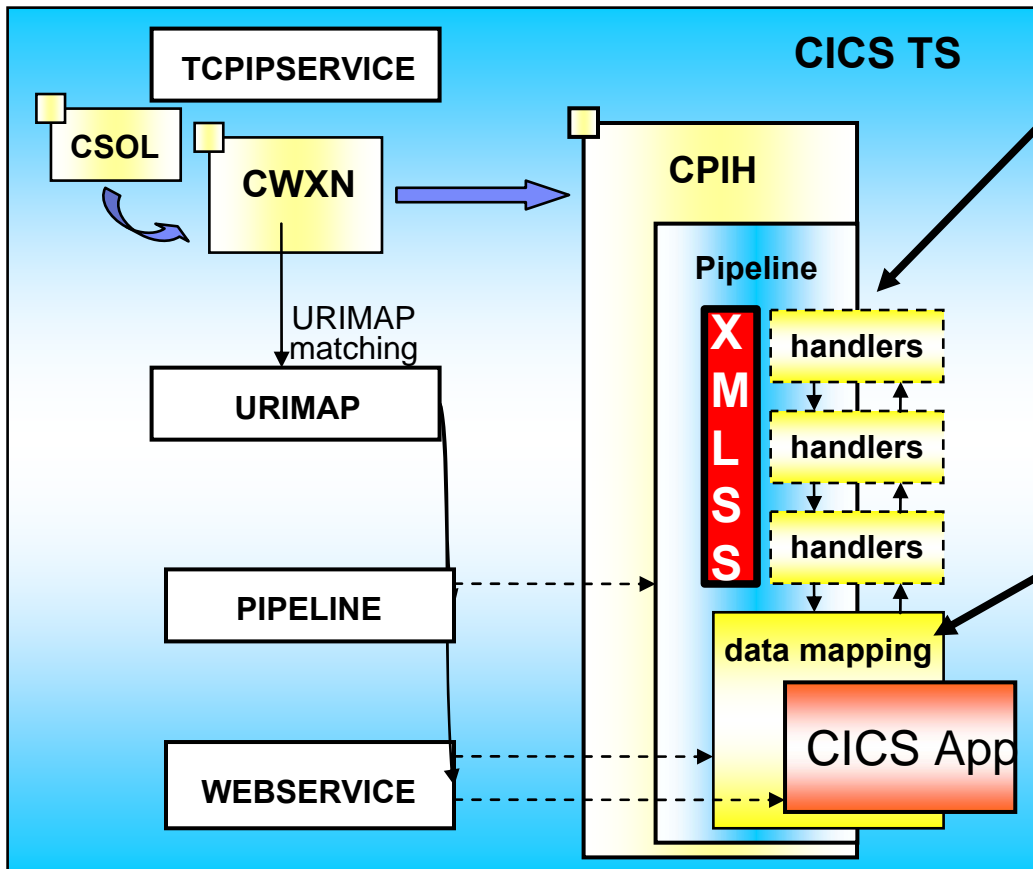 TCPIPSERVICE
CICS TS
CSOL
CWXN
CPIH
Pipeline
URIMAP
matching
X
M
L
S
S
handlers
handlers
handlers
URIMAP
PIPELINE
data mapping
WEBSERVICE
CICS App